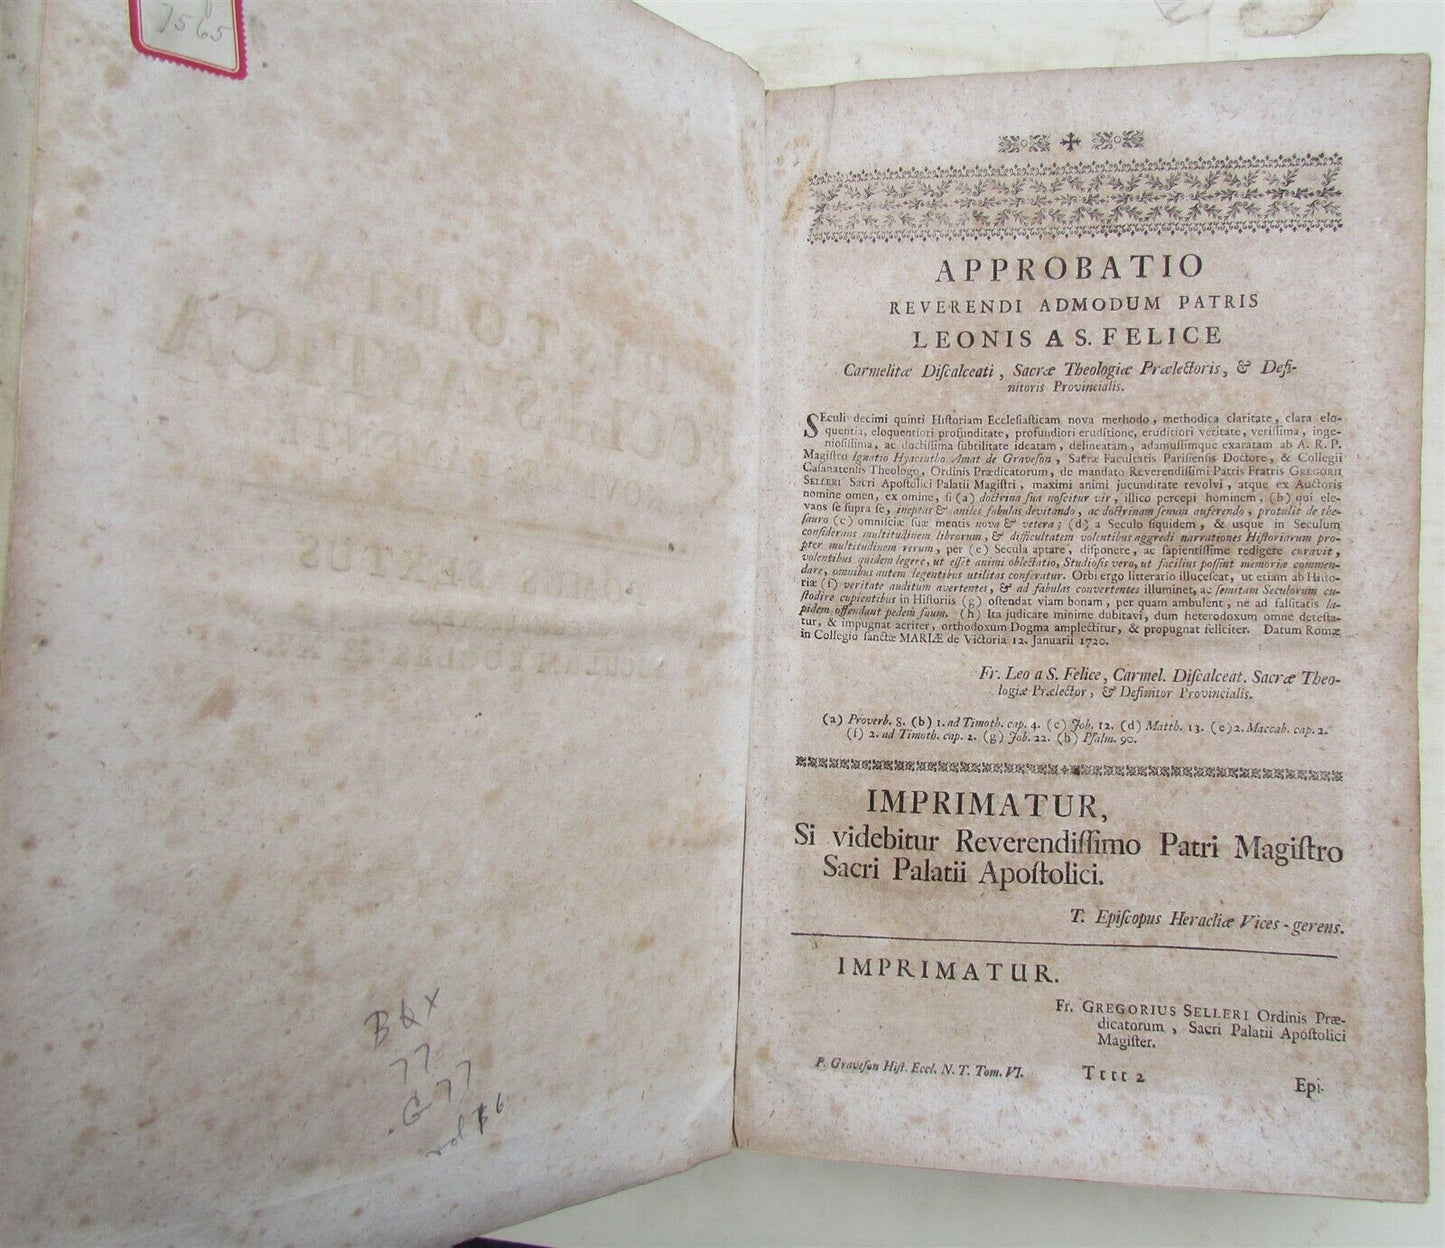 7565
BQX
77
.G77
vol 6
APPROBATIO
REVERENDI ADMODUM PATRIS
LEONIS A S. FELICE
Carmelitæ Diſcalceati, Sacræ Theologiæ Prælectoris, & Defi-
nitoris Provincialis.
SEculi decimi quinti Hiſtoriam Eccleſiaſticam nova methodo, methodica claritate, clara elo-
quentia, eloquentiori profunditate, profundiori eruditione, eruditiori veritate, veriſſima, inge-
nioſiſſima, ac doctiſſima ſubtilitate ideatam, delineatam, adamuſſimque exaratam ab A. R. P.
Magiſtro Ignatio Hyacintho Amat de Graveſon, Sacræ Facultatis Pariſienſis Doctore, & Collegii
Caſanatenſis Theologo, Ordinis Prædicatorum, de mandato Reverendiſſimi Patris Fratris GREGORII
SELLERI Sacri Apoſtolici Palatii Magiſtri, maximi animi jucunditate revolvi, atque ex Auctoris
nomine omen, ex omine, ſi (a) doctrina ſua noſcitur vir, illico percepi hominem, (b) qui ele-
vans ſe ſupra ſe, ineptas & aniles fabulas devitando, ac doctrinam ſenum auferendo, protulit de the-
ſauro (c) omniſciæ ſuæ mentis nova & vetera; (d) a Seculo ſiquidem, & usque in Seculum
conſiderans multitudinem librorum, & difficultatem volentibus aggredi narrationes Hiſtoriarum pro-
pter multitudinem rerum, per (e) Secula aptare, diſponere, ac ſapientiſſime redigere curavit,
volentibus quidem legere, ut eſſet animi oblectatio, Studioſis vero, ut facilius poſſint memoriæ commen-
dare, omnibus autem legentibus utilitas conferatur. Orbi ergo litterario illuceſcat, ut etiam ab Hiſto-
riæ (f) veritate auditum avertentes, & ad fabulas convertentes illuminet, ac ſemitam Seculorum cu-
ſtodire cupientibus in Hiſtoriis (g) oſtendat viam bonam, per quam ambulent, ne ad falſitatis la-
pidem offendant pedem ſuum. (h) Ita judicare minime dubitavi, dum heterodoxum omne deteſta-
tur, & impugnat acriter, orthodoxum Dogma amplectitur, & propugnat feliciter. Datum Romæ
in Collegio ſanctæ MARIÆ de Victoria 12. Januarii 1720.
Fr. Leo a S. Felice, Carmel. Diſcalceat. Sacræ Theo-
logiæ Prælector, & Definitor Provincialis.
(a) Proverb. 8. (b) 1. ad Timoth. cap. 4. (c) Job. 12. (d) Matth. 13. (e) 2. Maccab. cap. 2.
(f) 2. ad Timoth. cap. 2. (g) Job. 22. (h) Pſalm. 90.
IMPRIMATUR,
Si videbitur Reverendiſſimo Patri Magiſtro
Sacri Palatii Apoſtolici.
T. Epiſcopus Heracliæ Vices-gerens.
IMPRIMATUR.
Fr. GREGORIUS SELLERI Ordinis Præ-
dicatorum, Sacri Palatii Apoſtolici
Magiſter.
P. Graveſon Hiſt. Eccl. N. T. Tom. VI.
Tttt 2
Epi-